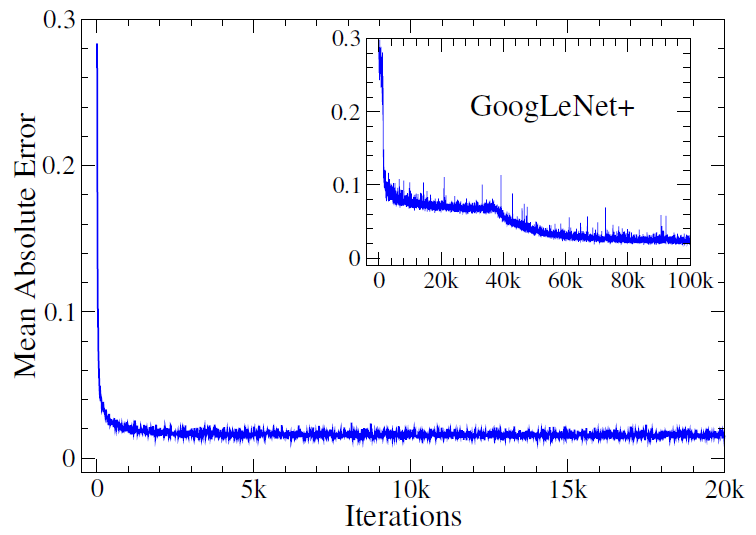 0.3
0.2
0.1
0
Mean Absolute Error
0 5k 10k 15k 20k
Iterations
0.3
0.2
0.1
0
GoogLeNet+
0 20k 40k 60k 80k 100k